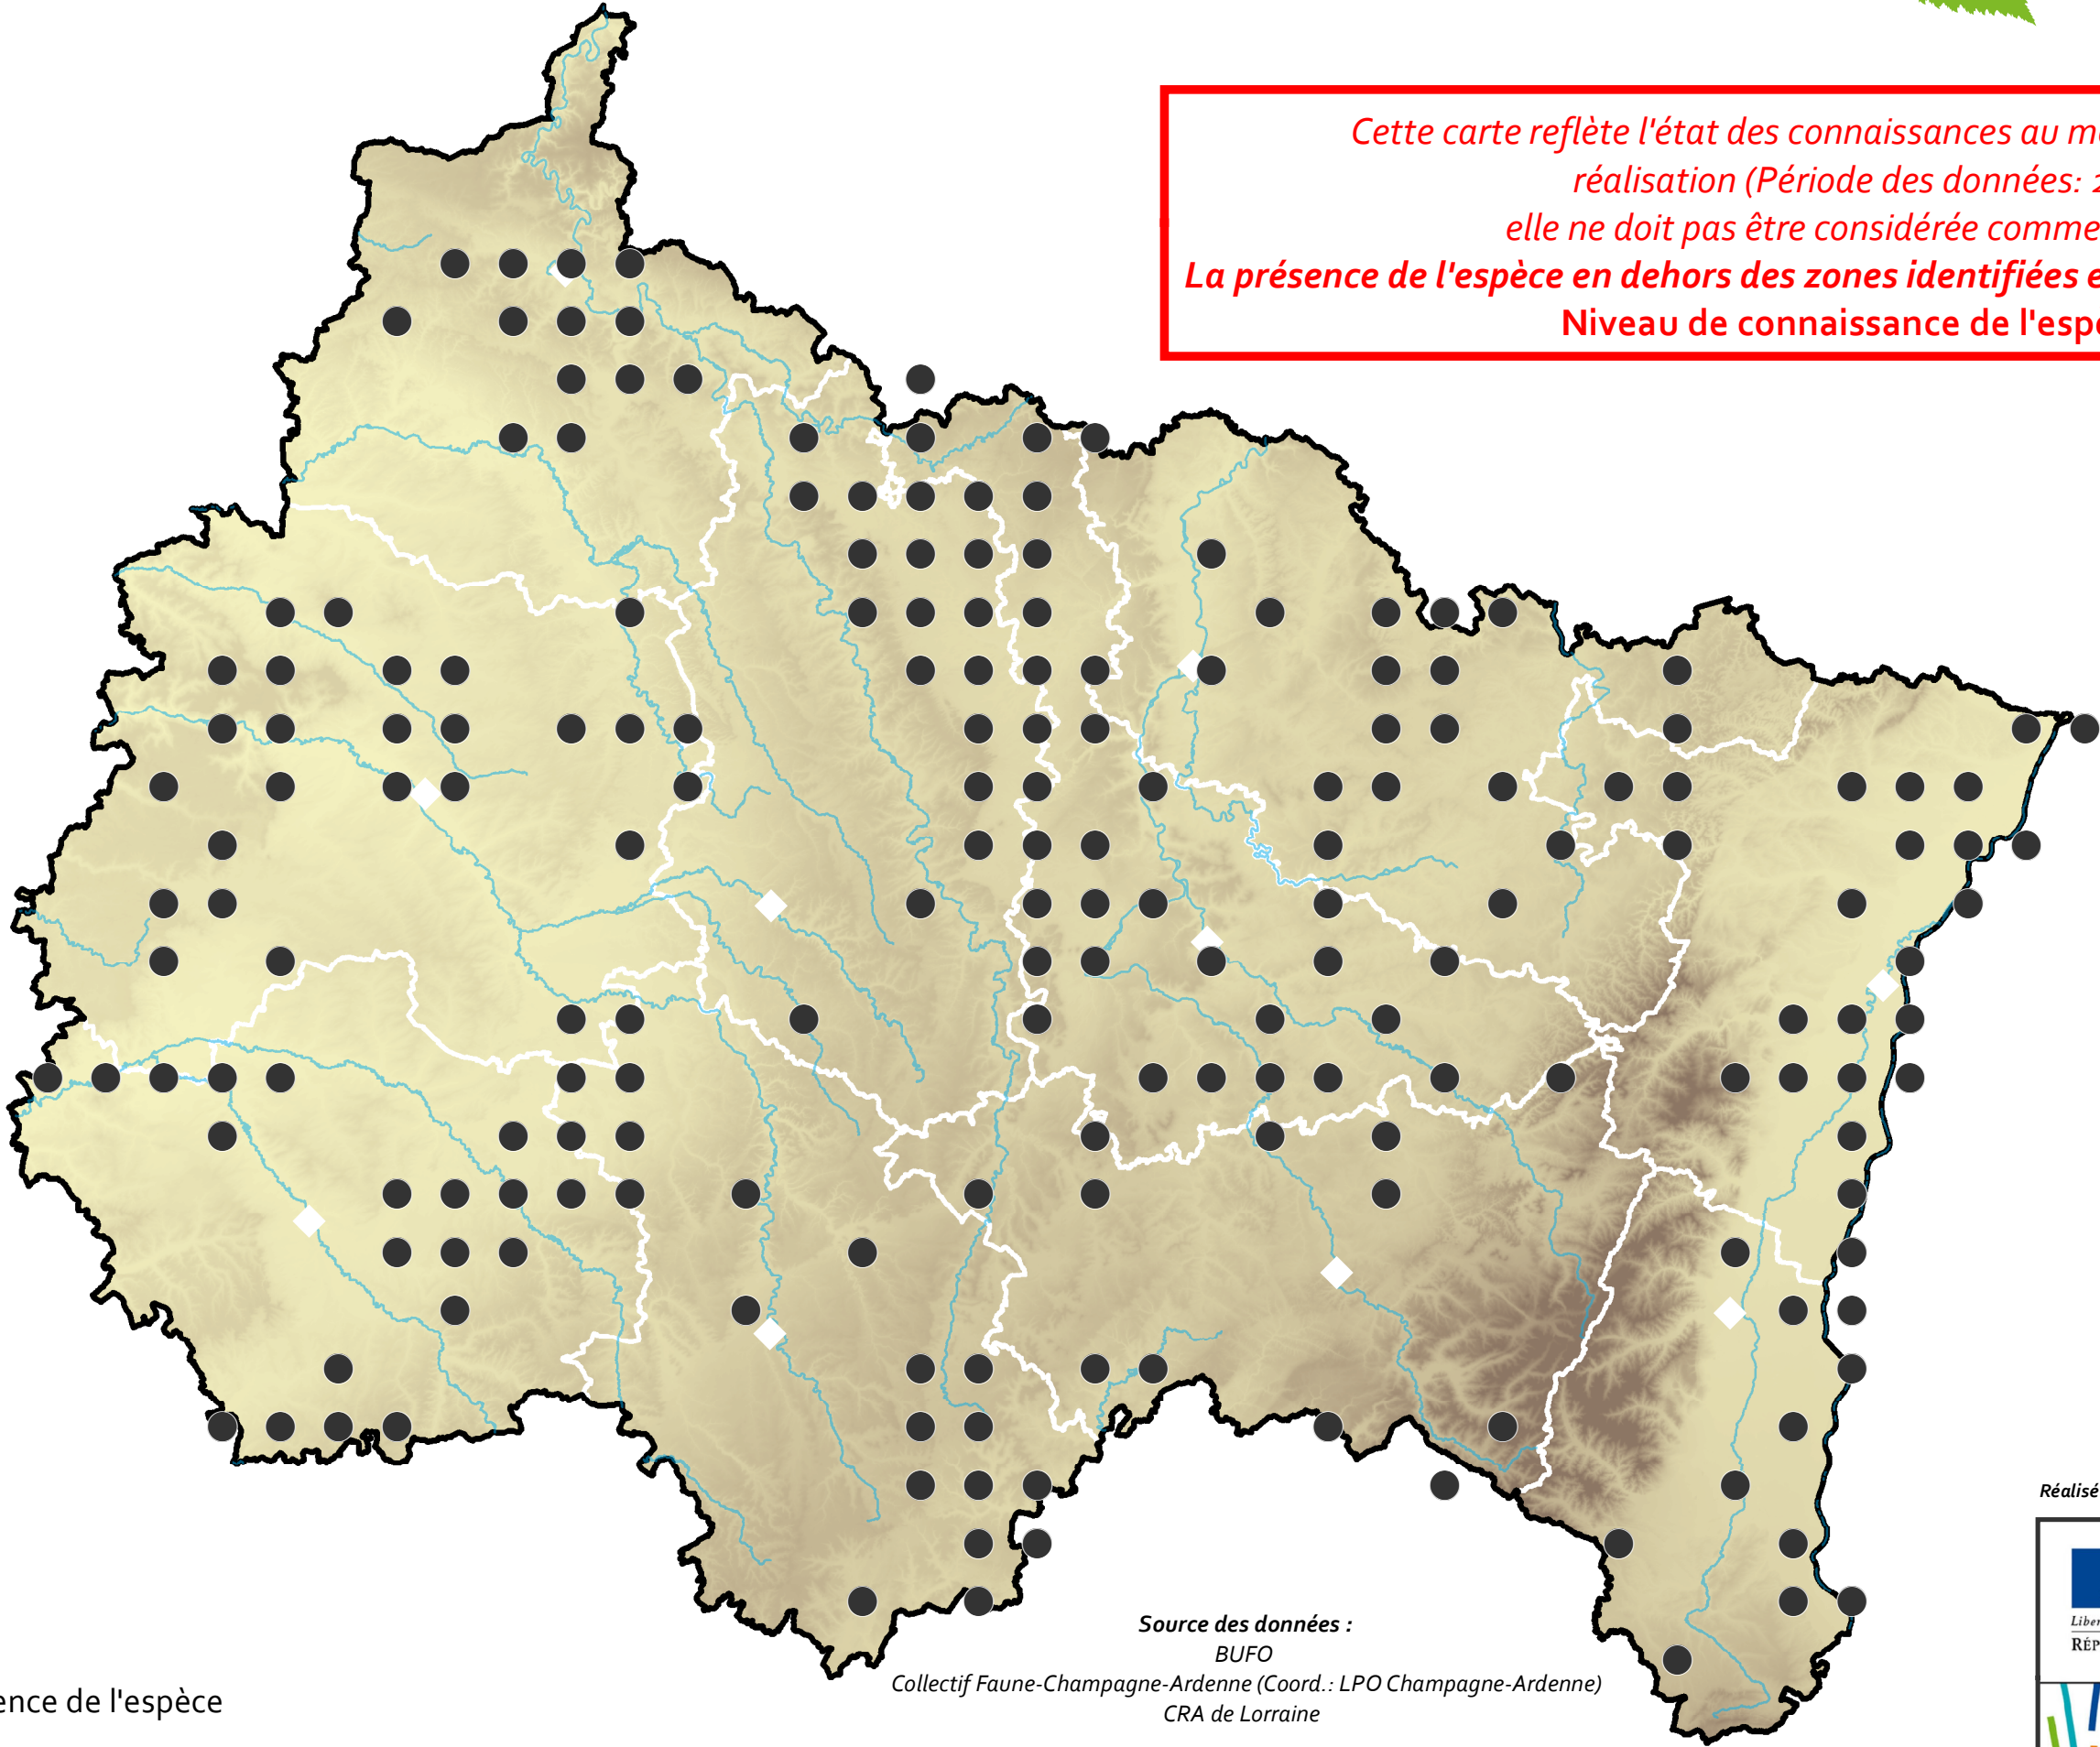 Cette carte reflète l'état des connaissances au
réalisation (Période des données:
elle ne doit pas être considérée comme
La présence de l'espèce en dehors des zones identifiées
Niveau de connaissance de
Réalisé
Source des données :
BUFO
Collectif Faune-Champagne-Ardenne (Coord.: LPO Champagne-Ardenne)
CRA de Lorraine
de l'espèce